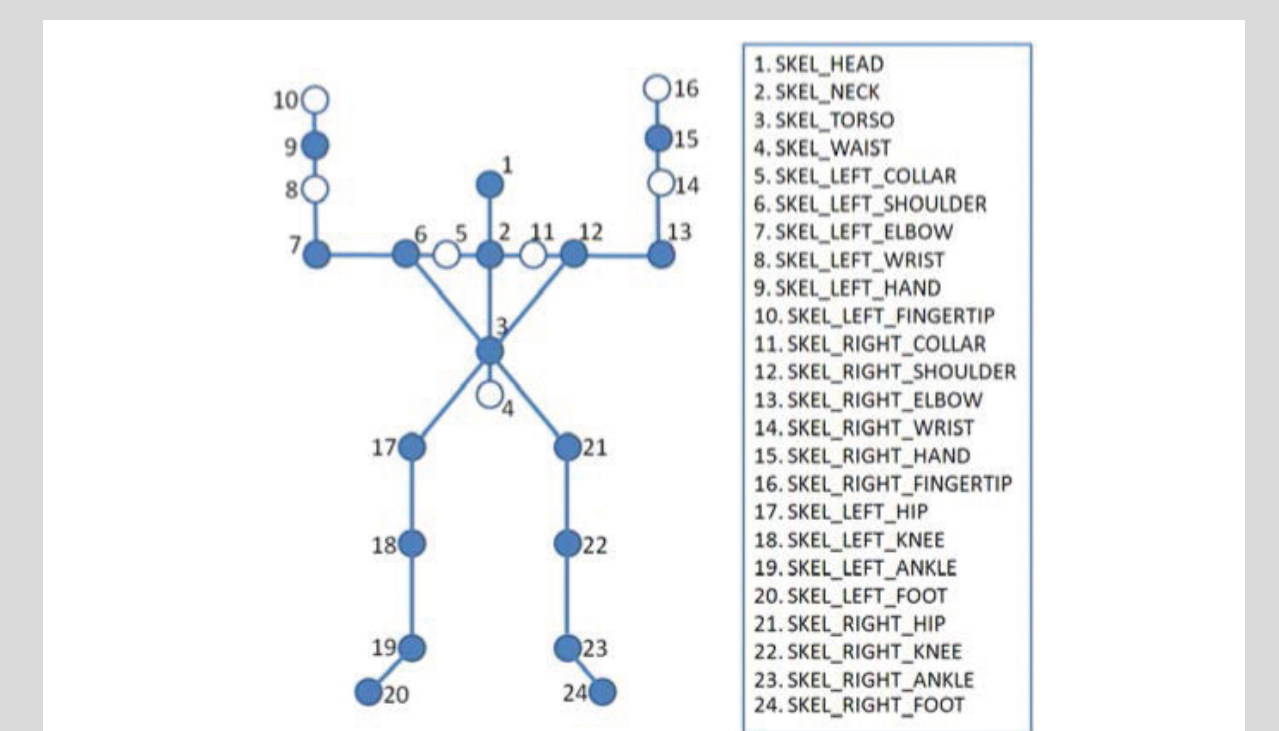 16
10
15
9
1
14
8
6 5 2 11 12 13
7
3
4
17 21
18 22
19 23
20 24
1. SKEL_HEAD
2. SKEL_NECK
3. SKEL_TORSO
4. SKEL_WAIST
5. SKEL_LEFT_COLLAR
6. SKEL_LEFT_SHOULDER
7. SKEL_LEFT_ELBOW
8. SKEL_LEFT_WRIST
9. SKEL_LEFT_HAND
10. SKEL_LEFT_FINGERTIP
11. SKEL_RIGHT_COLLAR
12. SKEL_RIGHT_SHOULDER
13. SKEL_RIGHT_ELBOW
14. SKEL_RIGHT_WRIST
15. SKEL_RIGHT_HAND
16. SKEL_RIGHT_FINGERTIP
17. SKEL_LEFT_HIP
18. SKEL_LEFT_KNEE
19. SKEL_LEFT_ANKLE
20. SKEL_LEFT_FOOT
21. SKEL_RIGHT_HIP
22. SKEL_RIGHT_KNEE
23. SKEL_RIGHT_ANKLE
24. SKEL_RIGHT_FOOT